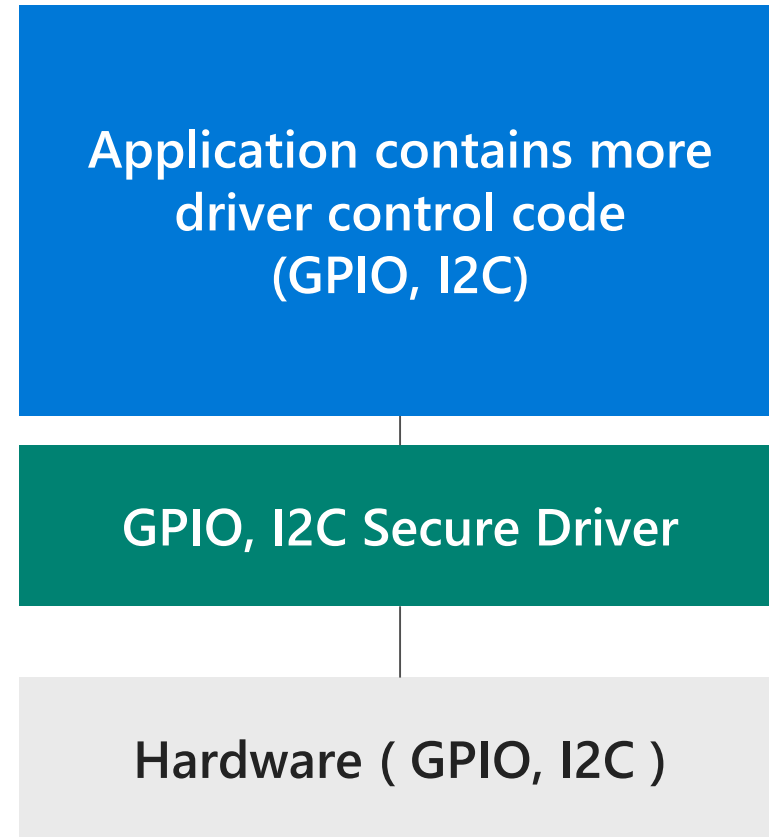 Application contains more
driver control code
(GPIO, I2C)
GPIO, I2C Secure Driver
Hardware ( GPIO, I2C )